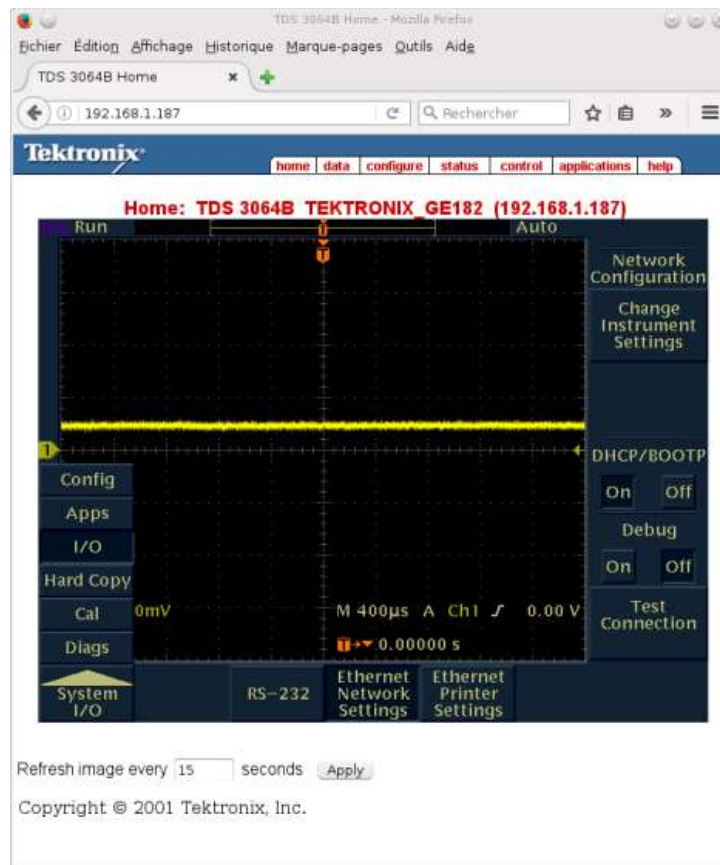 TDS 3064B Home - Mozilla Firefox
Fichier Édition Affichage Historique Marque-pages Outils Aide
TDS 3064B Home
192.168.1.187
Rechercher
Tektronix
home data configure status control applications help
Home: TDS 3064B TEKTRONIX_GE182 (192.168.1.187)
Run
Auto
T
T
Network
Configuration
Change
Instrument
Settings
1
DHCP/BOOTP
On Off
Debug
On Off
Test
Connection
Config
Apps
I/O
Hard Copy
Cal
Diags
System
I/O
0mV
M 400µs A Ch1 0.00 V
T 0.00000 s
RS-232
Ethernet
Network
Settings
Ethernet
Printer
Settings
Refresh image every 15 seconds Apply
Copyright © 2001 Tektronix, Inc.